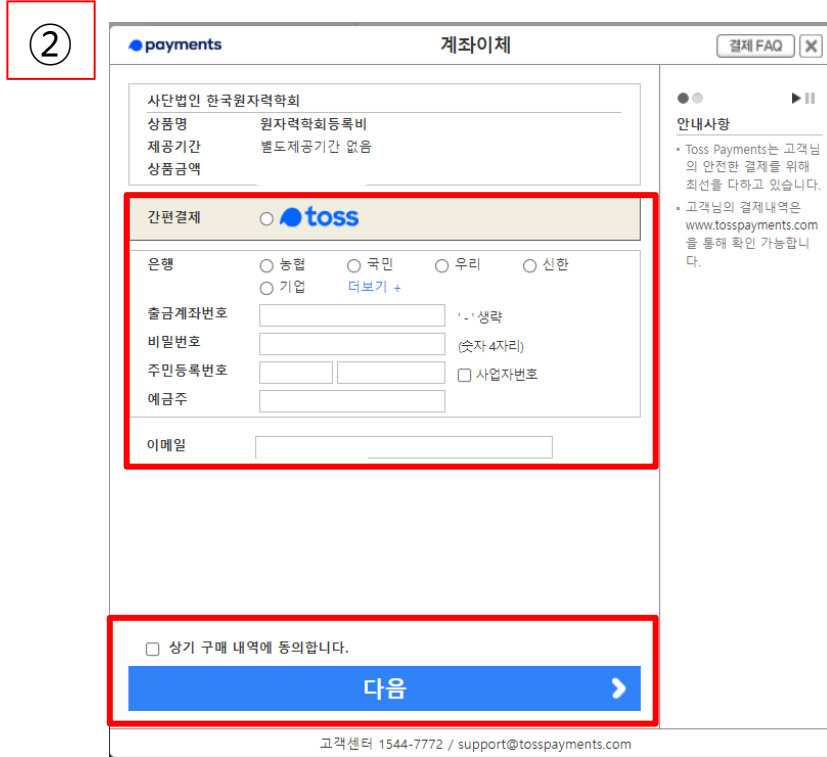 ②
payments
계좌이체
결제 FAQ
사단법인 한국원자력학회
상품명 원자력학회등록비
제공기간 별도제공기간 없음
상품금액
간편결제 toss
은행 농협 국민 우리 신한
기업 더보기 +
출금계좌번호 '-' 생략
비밀번호 (숫자 4자리)
주민등록번호 사업자번호
예금주
이메일
상기 구매 내역에 동의합니다.
다음
안내사항
Toss Payments는 고객님
의 안전한 결제를 위해
최선을 다하고 있습니다.
고객님의 결제내역은
www.tosspayments.com
을 통해 확인 가능합니
다.
고객센터 1544-7772 / support@tosspayments.com